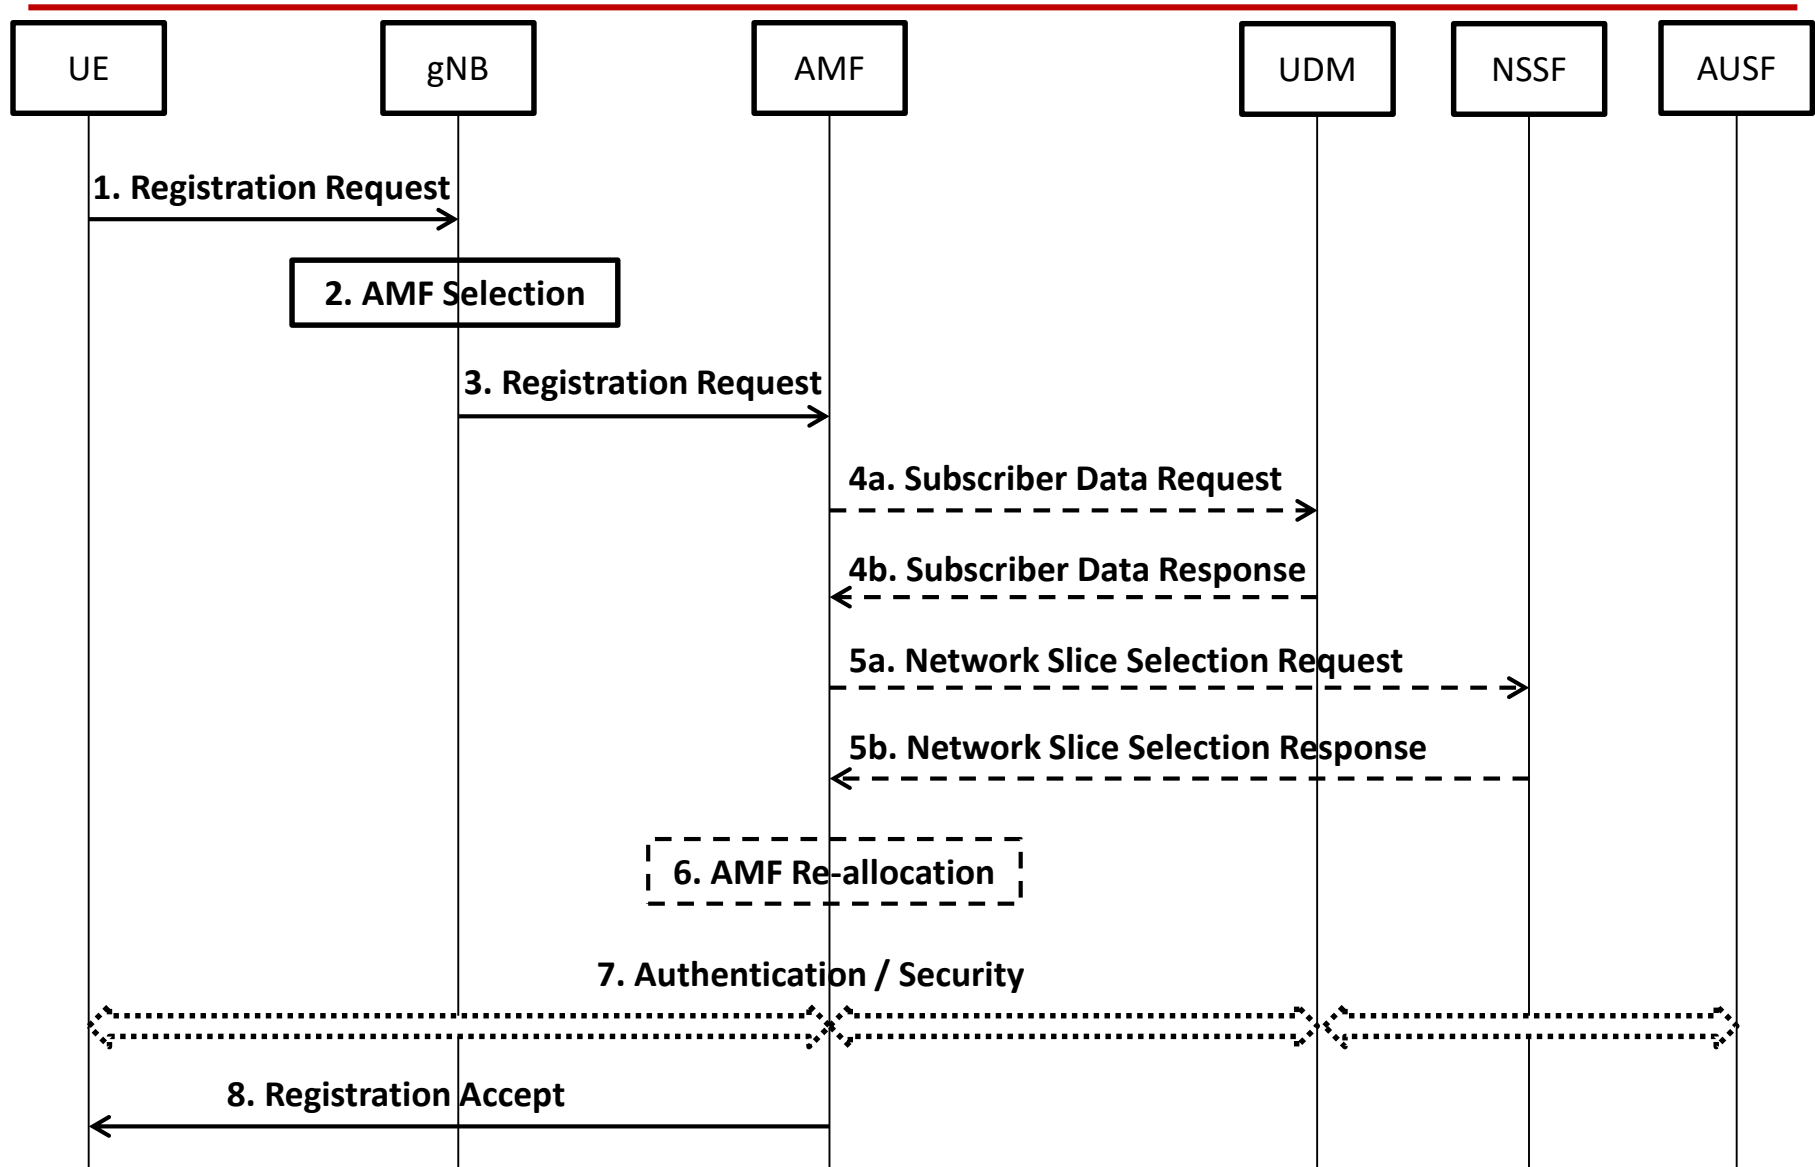 UE
gNB
AMF
UDM
NSSF
AUSF
1. Registration Request
2. AMF Selection
3. Registration Request
4a. Subscriber Data Request
4b. Subscriber Data Response
5a. Network Slice Selection Request
5b. Network Slice Selection Response
6. AMF Re-allocation
7. Authentication / Security
8. Registration Accept